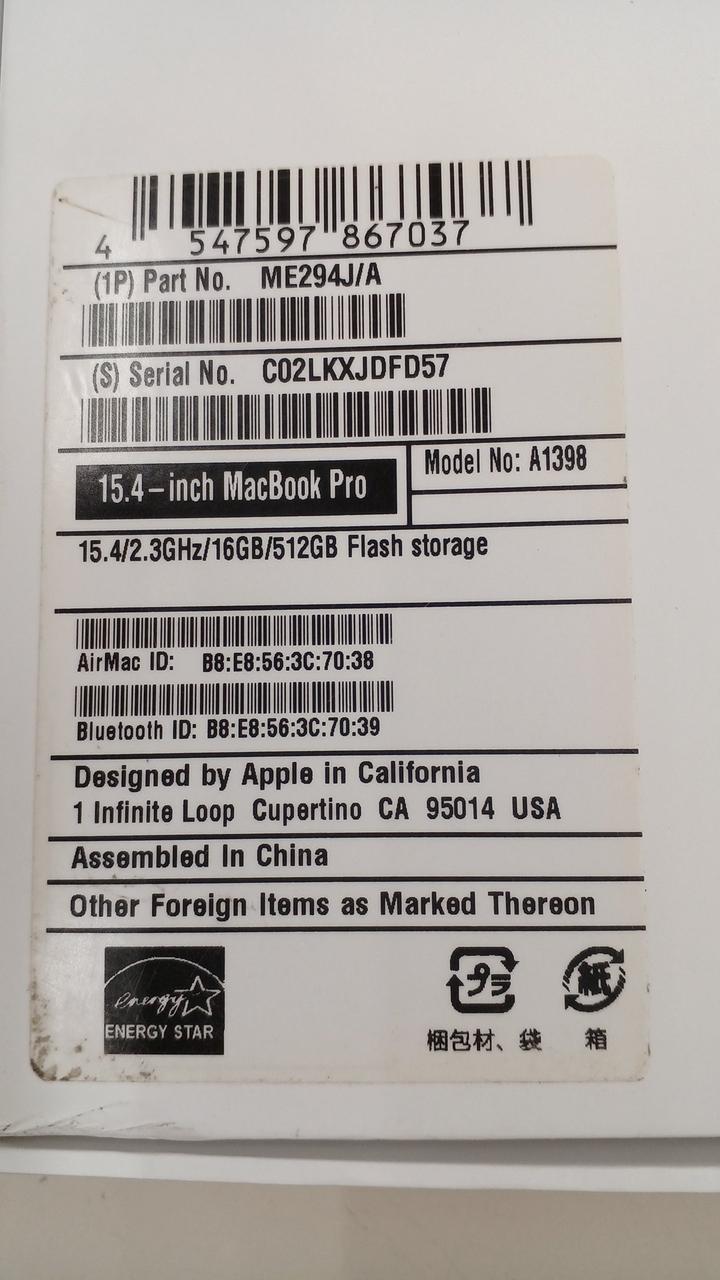 4 547597 867037
(1P) Part No. ME294J/A
(S) Serial No. C02LKXJDFD57
15.4-inch MacBook Pro
Model No: A1398
15.4/2.3GHz/16GB/512GB Flash storage
AirMac ID: B8:E8:56:3C:70:38
Bluetooth ID: B8:E8:56:3C:70:39
Designed by Apple in California
1 Infinite Loop Cupertino CA 95014 USA
Assembled In China
Other Foreign Items as Marked Thereon
energy
ENERGY STAR
プラ
紙
梱包材、袋
箱